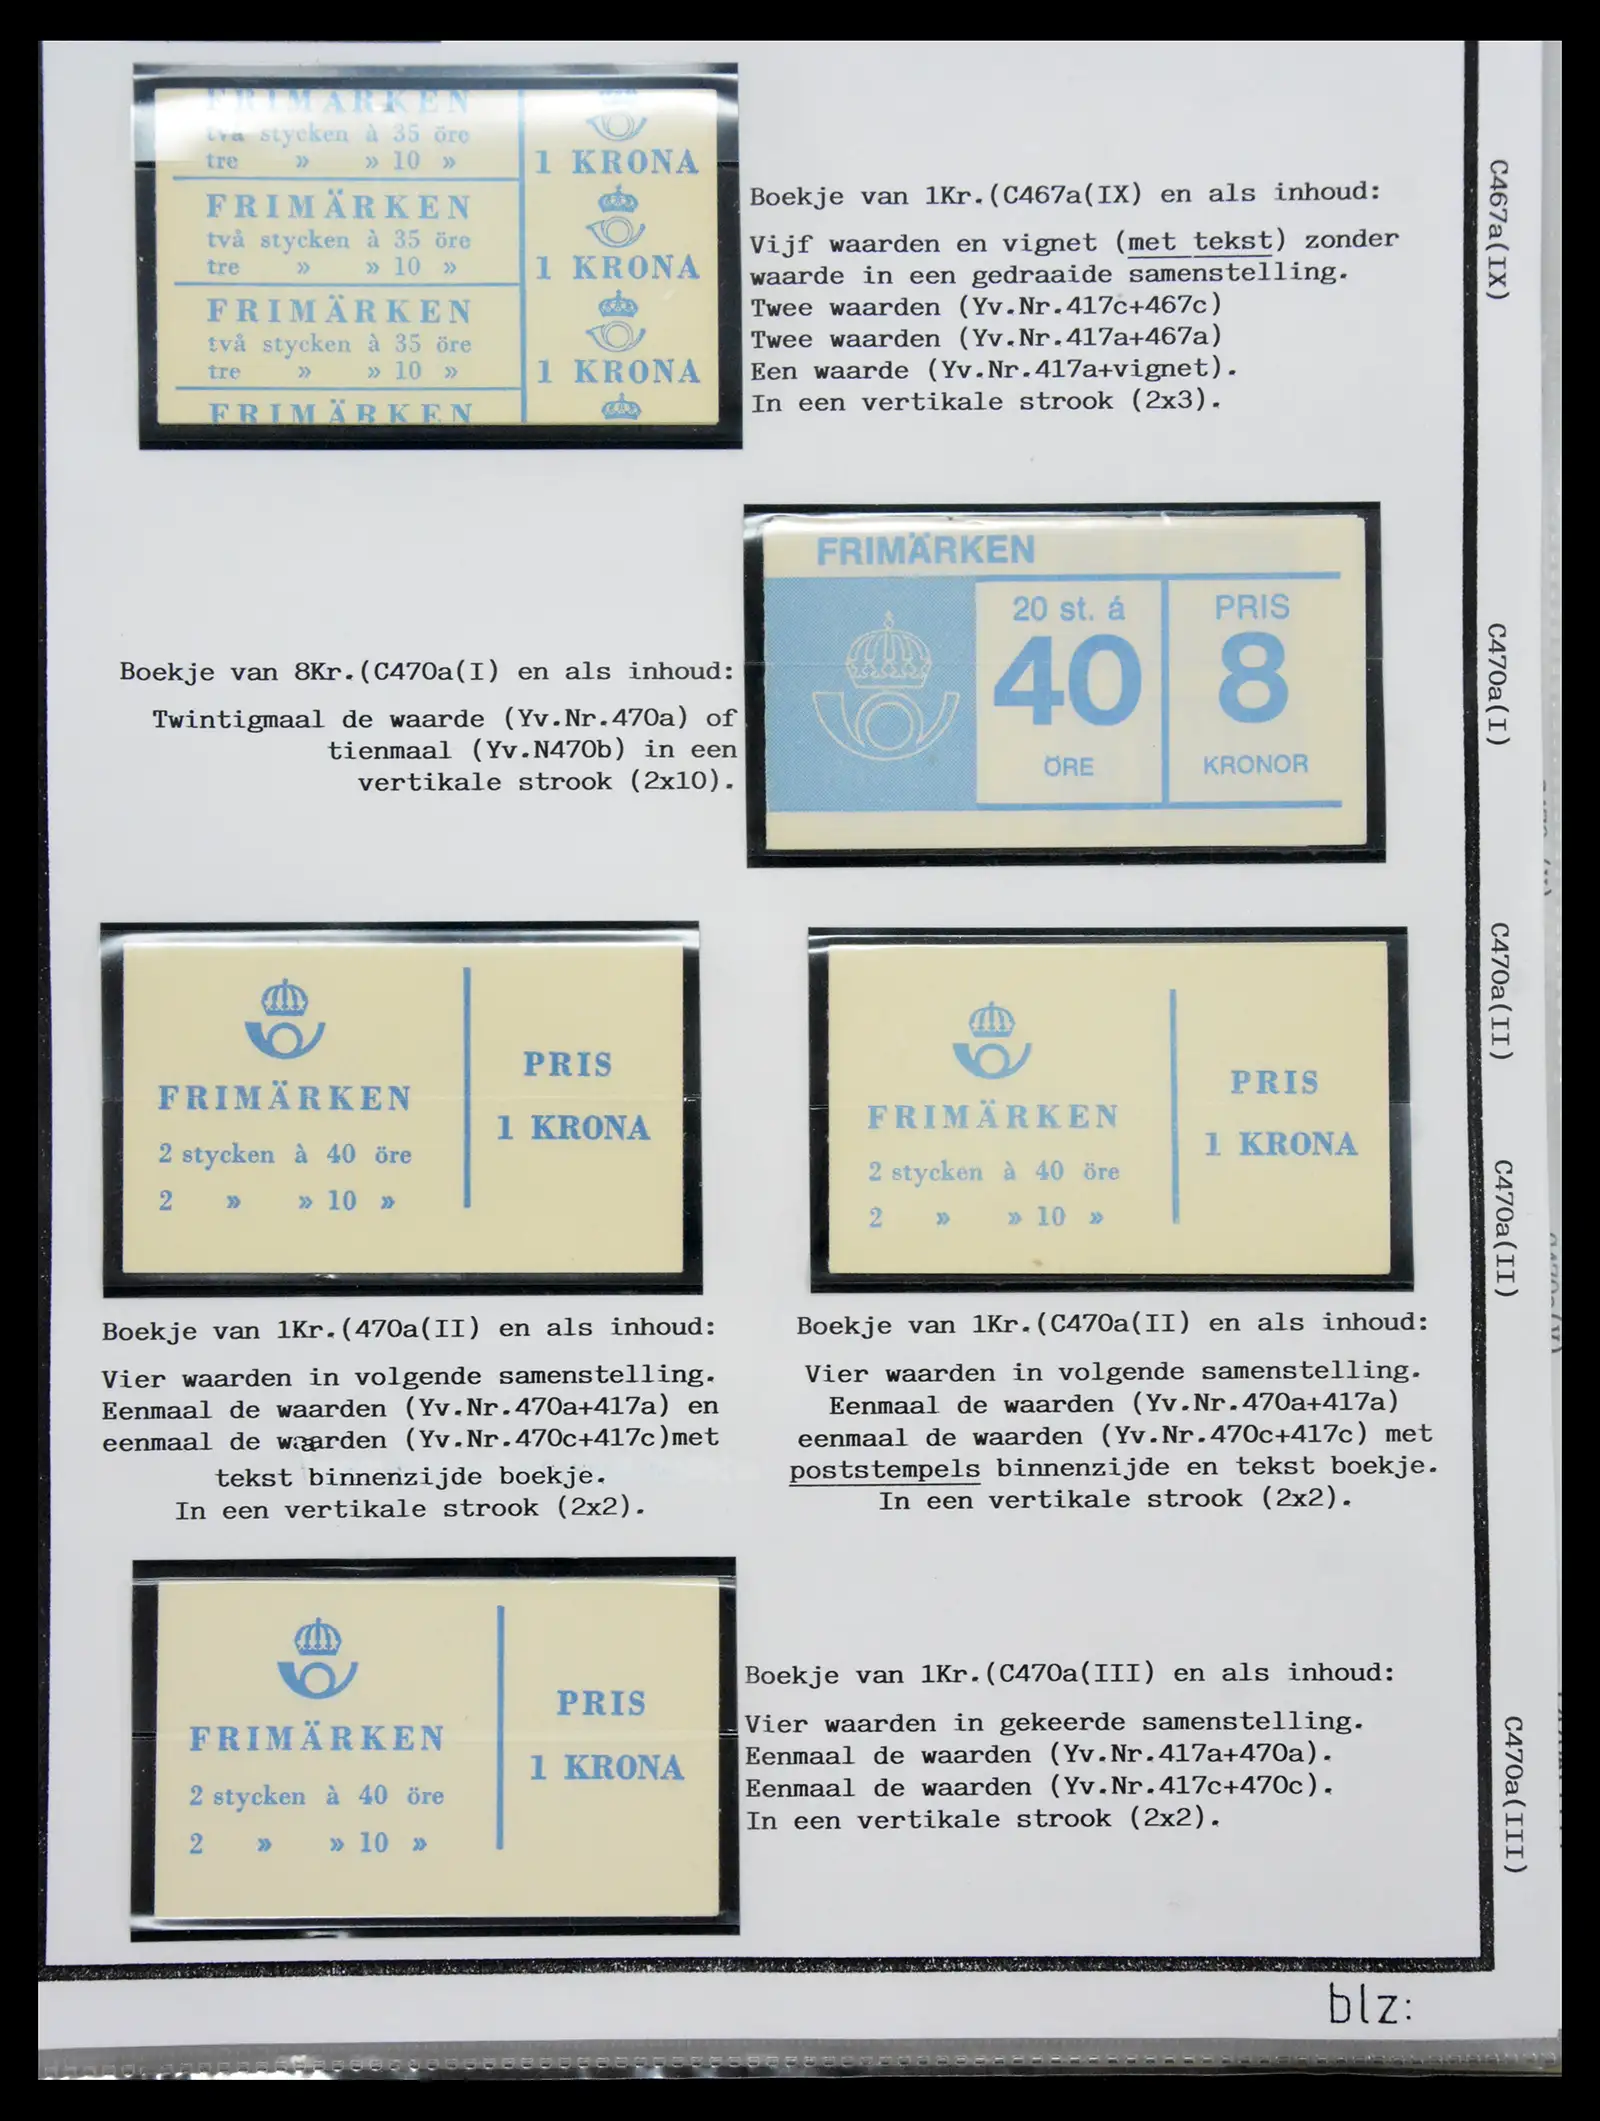 FRIMÄRKEN
två stycken à 35 öre
tre » » 10 »
1 KRONA
FRIMÄRKEN
två stycken à 35 öre
tre » » 10 »
1 KRONA
FRIMÄRKEN
två stycken à 35 öre
tre » » 10 »
1 KRONA
FRIMÄRKEN
Boekje van 1Kr.(C467a(IX) en als inhoud:
Vijf waarden en vignet (met tekst) zonder
waarde in een gedraaide samenstelling.
Twee waarden (Yv.Nr.417c+467c)
Twee waarden (Yv.Nr.417a+467a)
Een waarde (Yv.Nr.417a+vignet).
In een vertikale strook (2x3).
C467a(IX)
Boekje van 8Kr.(C470a(I) en als inhoud:
Twintigmaal de waarde (Yv.Nr.470a) of
tienmaal (Yv.N470b) in een
vertikale strook (2x10).
FRIMÄRKEN
20 st. á
40
ÖRE
PRIS
8
KRONOR
C470a(I)
FRIMÄRKEN
2 stycken à 40 öre
2 » » 10 »
PRIS
1 KRONA
Boekje van 1Kr.(470a(II) en als inhoud:
Vier waarden in volgende samenstelling.
Eenmaal de waarden (Yv.Nr.470a+417a) en
eenmaal de waarden (Yv.Nr.470c+417c)met
tekst binnenzijde boekje.
In een vertikale strook (2x2).
FRIMÄRKEN
2 stycken à 40 öre
2 » » 10 »
PRIS
1 KRONA
Boekje van 1Kr.(C470a(II) en als inhoud:
Vier waarden in volgende samenstelling.
Eenmaal de waarden (Yv.Nr.470a+417a)
eenmaal de waarden (Yv.Nr.470c+417c) met
poststempels binnenzijde en tekst boekje.
In een vertikale strook (2x2).
C470a(II)
C470a(II)
FRIMÄRKEN
2 stycken à 40 öre
2 » » 10 »
PRIS
1 KRONA
Boekje van 1Kr.(C470a(III) en als inhoud:
Vier waarden in gekeerde samenstelling.
Eenmaal de waarden (Yv.Nr.417a+470a).
Eenmaal de waarden (Yv.Nr.417c+470c).
In een vertikale strook (2x2).
C470a(III)
blz: